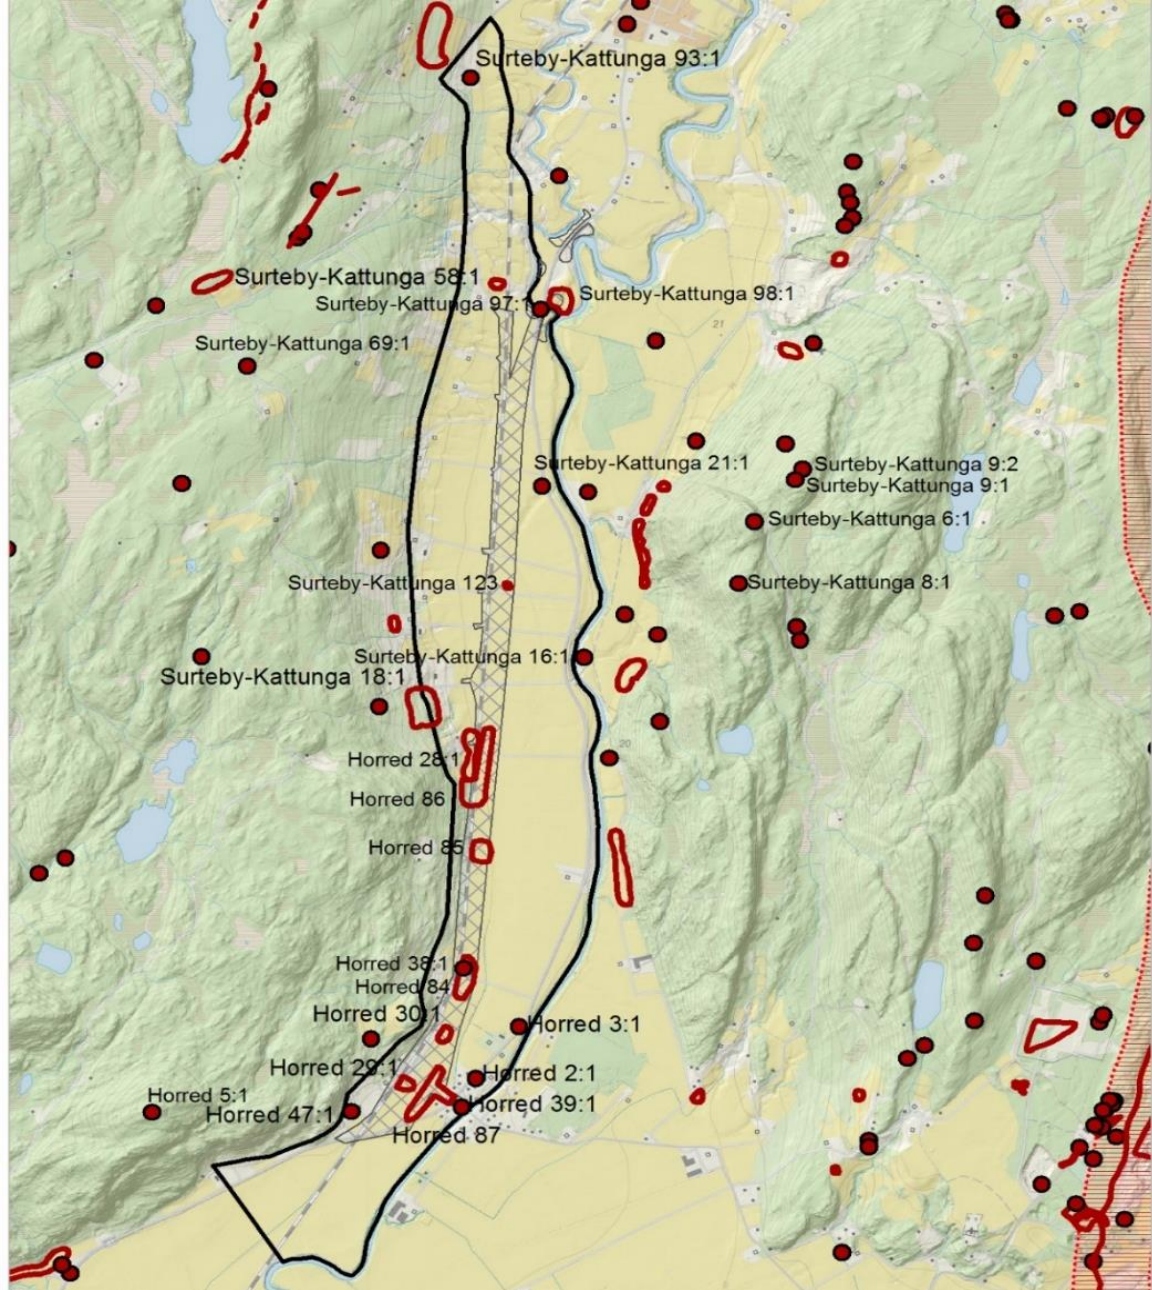 Surteby-Kattunga 93:1
Surteby-Kattunga 58:1
Surteby-Kattunga 97:1
Surteby-Kattunga 98:1
21
Surteby-Kattunga 69:1
Surteby-Kattunga 21:1
Surteby-Kattunga 9:2
Surteby-Kattunga 9:1
Surteby-Kattunga 6:1
Surteby-Kattunga 123
Surteby-Kattunga 8:1
Surteby-Kattunga 16:1
Surteby-Kattunga 18:1
20
Horred 28:1
Horred 86
Horred 85
Horred 38:1
Horred 84
Horred 30:1
Horred 3:1
Horred 29:1
Horred 2:1
Horred 5:1
Horred 47:1
Horred 39:1
Horred 87